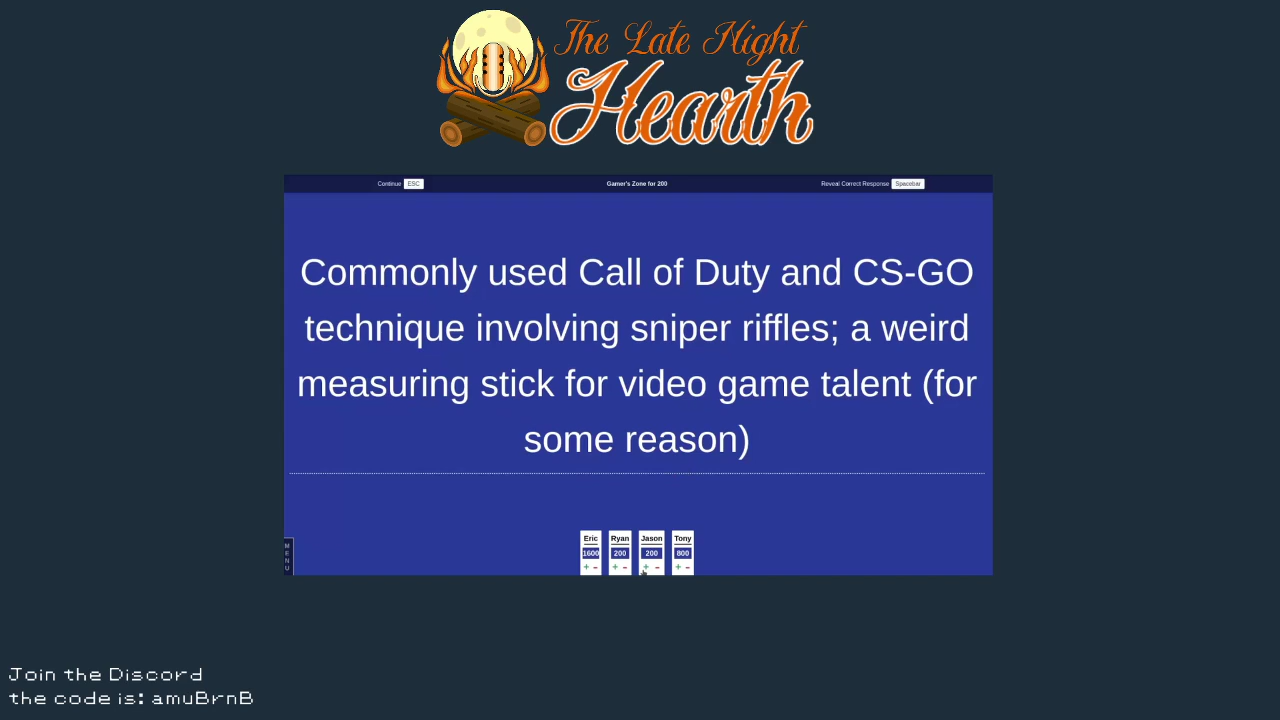 The Late Night
Hearth
Continue ESC
Gamer's Zone for 200
Reveal Correct Response Spacebar
Commonly used Call of Duty and CS-GO
technique involving sniper riffles; a weird
measuring stick for video game talent (for
some reason)
MENU
Eric Ryan Jason Tony
1600 200 200 800
+ - + - + - + -
Join the Discord
the code is: amuBrnB